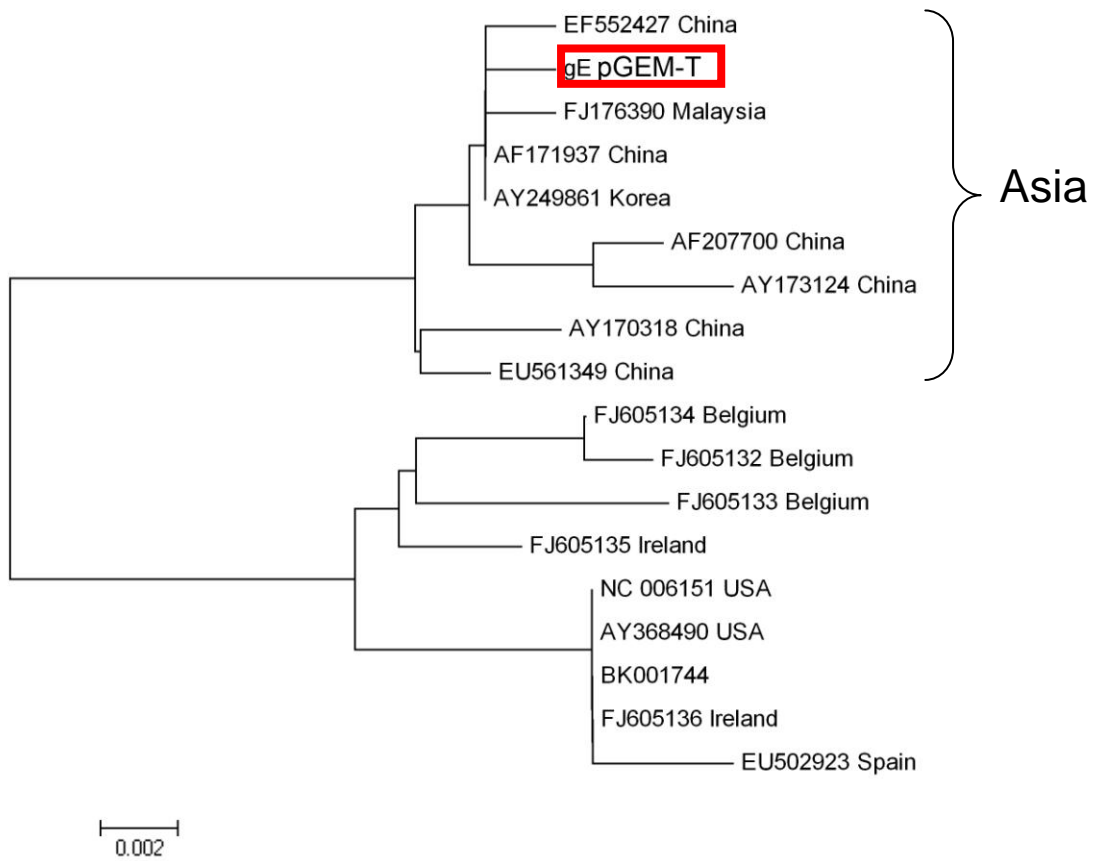 EF552427 China
gE pGEM-T
FJ176390 Malaysia
AF171937 China
AY249861 Korea
AF207700 China
AY173124 China
AY170318 China
EU561349 China
Asia
FJ605134 Belgium
FJ605132 Belgium
FJ605133 Belgium
FJ605135 Ireland
NC 006151 USA
AY368490 USA
BK001744
FJ605136 Ireland
EU502923 Spain
0.002